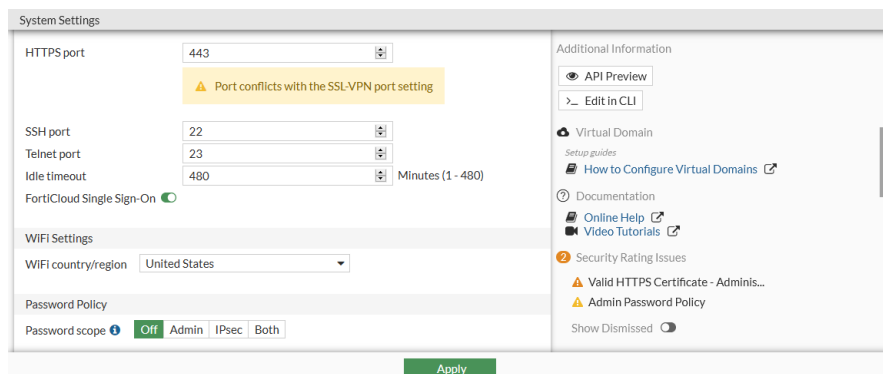 System Settings
HTTPS port 443
Port conflicts with the SSL-VPN port setting
SSH port 22
Telnet port 23
Idle timeout 480 Minutes (1 - 480)
FortiCloud Single Sign-On
WiFi Settings
WiFi country/region United States
Password Policy
Password scope Off Admin IPsec Both
Additional Information
API Preview
>_ Edit in CLI
Virtual Domain
Setup guides
How to Configure Virtual Domains
Documentation
Online Help
Video Tutorials
2 Security Rating Issues
Valid HTTPS Certificate - Adminis...
Admin Password Policy
Show Dismissed
Apply